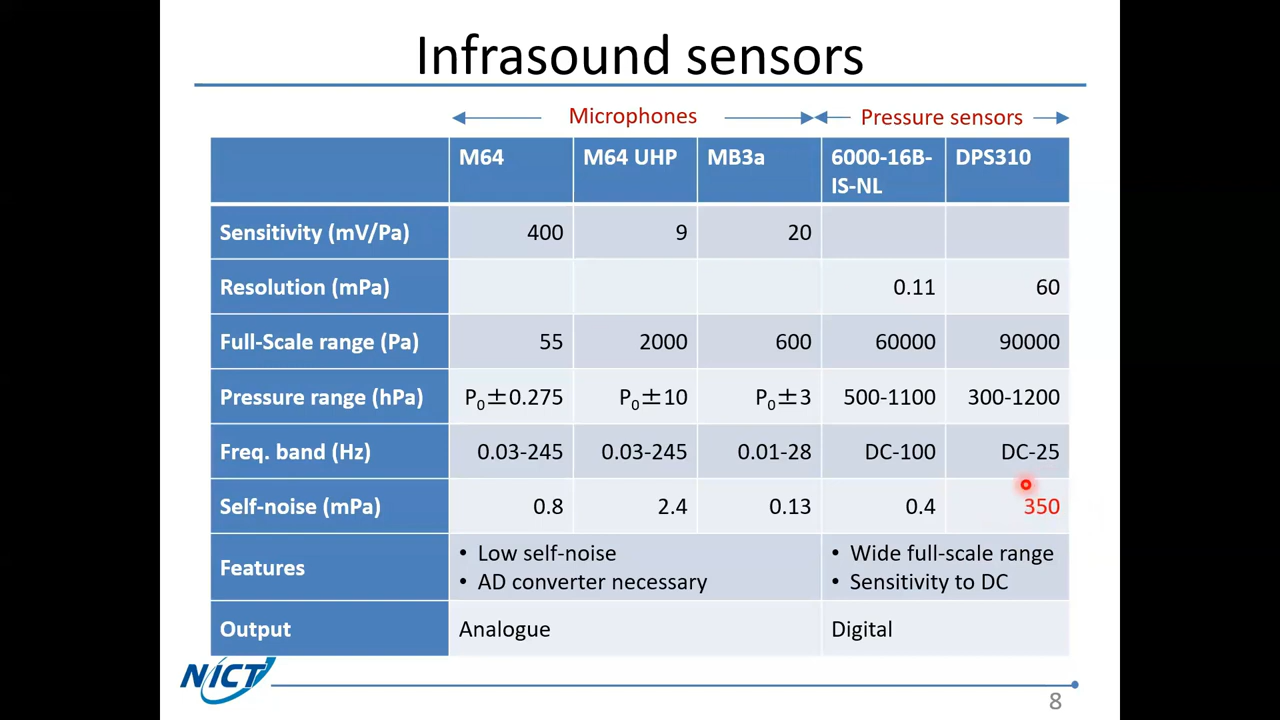 Infrasound sensors
Microphones Pressure sensors
M64 M64 UHP MB3a 6000-16B-IS-NL DPS310
Sensitivity (mV/Pa) 400 9 20
Resolution (mPa) 0.11 60
Full-Scale range (Pa) 55 2000 600 60000 90000
Pressure range (hPa) P₀±0.275 P₀±10 P₀±3 500-1100 300-1200
Freq. band (Hz) 0.03-245 0.03-245 0.01-28 DC-100 DC-25
Self-noise (mPa) 0.8 2.4 0.13 0.4 350
Features
• Low self-noise
• AD converter necessary
• Wide full-scale range
• Sensitivity to DC
Output Analogue Digital
NICT
8